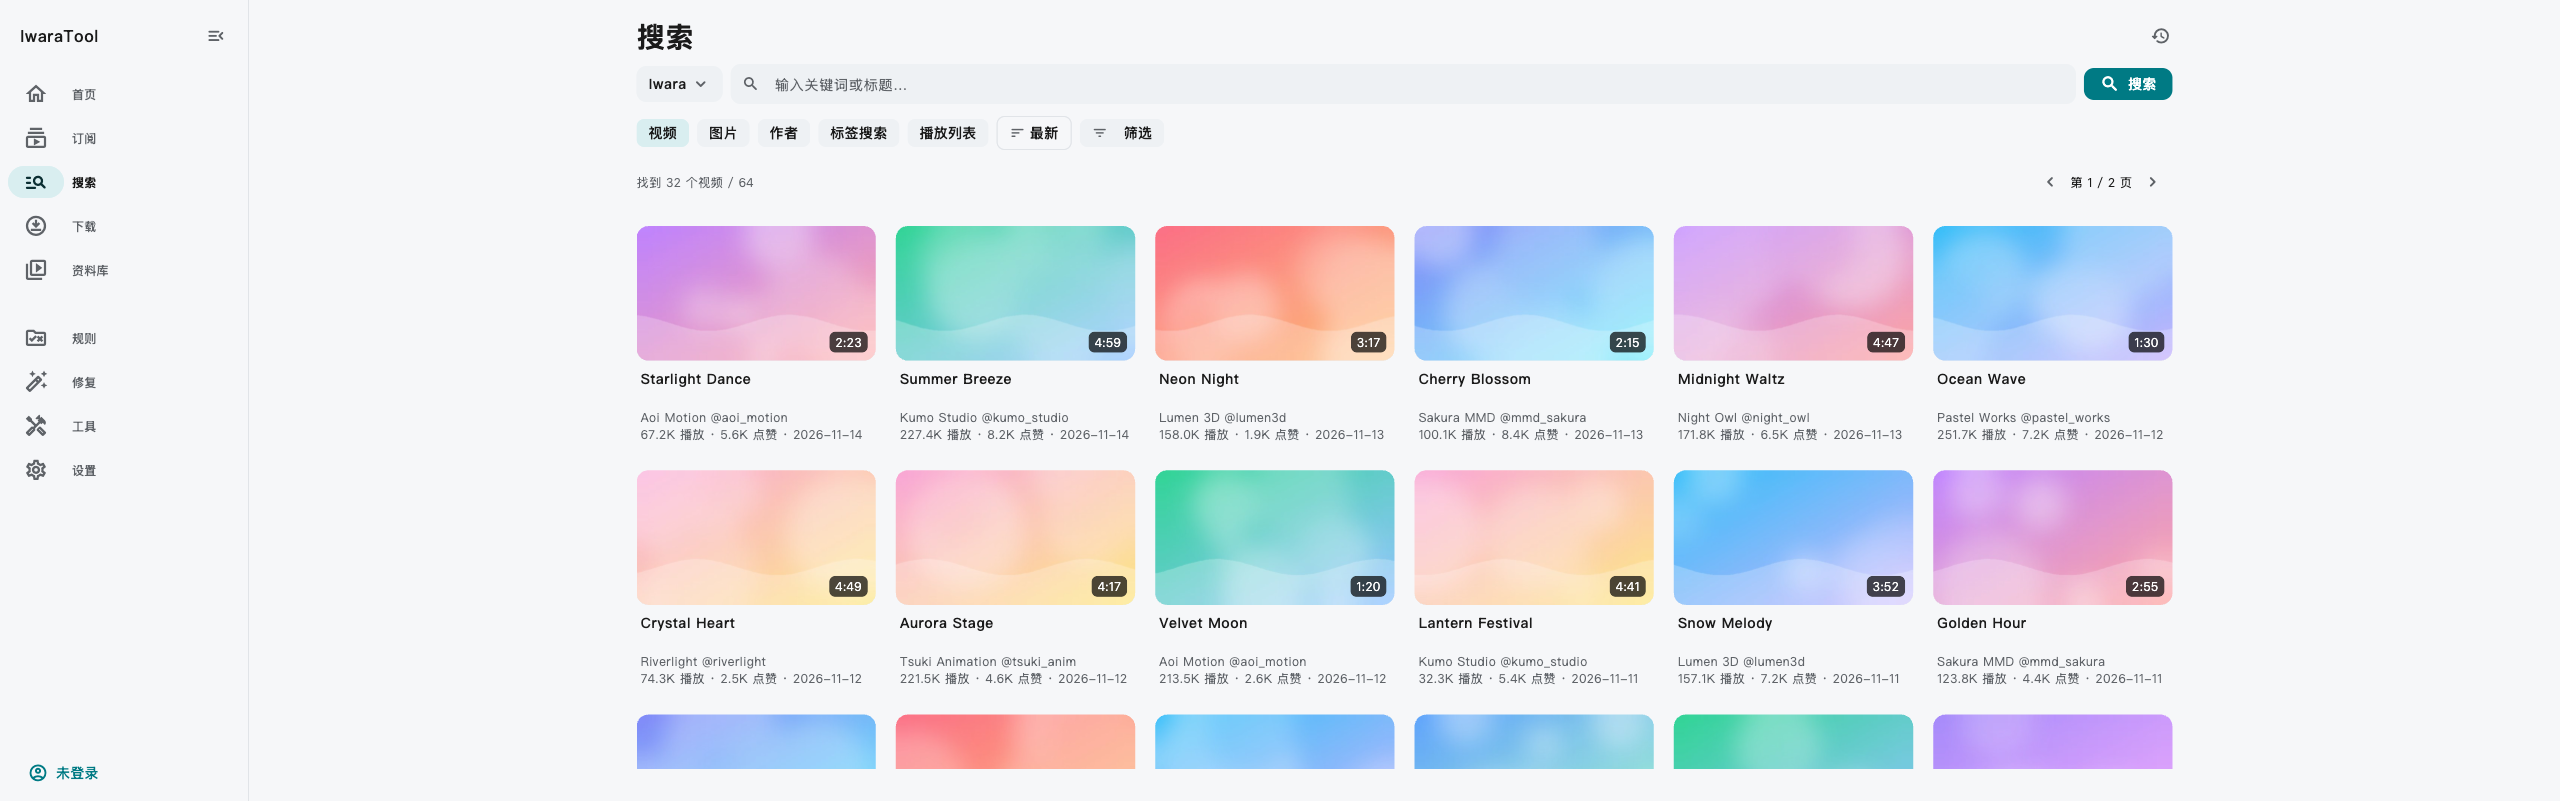 IwaraTool
首页
订阅
搜索
下载
资料库
规则
修复
工具
设置
未登录
搜索
Iwara
输入关键词或标题...
搜索
视频 图片 作者 标签搜索 播放列表 最新 筛选
找到 32 个视频 / 64
第 1 / 2 页
2:23 4:59 3:17 2:15 4:47 1:30
Starlight Dance Summer Breeze Neon Night Cherry Blossom Midnight Waltz Ocean Wave
Aoi Motion @aoi_motion Kumo Studio @kumo_studio Lumen 3D @lumen3d Sakura MMD @mmd_sakura Night Owl @night_owl Pastel Works @pastel_works
67.2K 播放 · 5.6K 点赞 · 2026-11-14 227.4K 播放 · 8.2K 点赞 · 2026-11-14 158.0K 播放 · 1.9K 点赞 · 2026-11-13 100.1K 播放 · 8.4K 点赞 · 2026-11-13 171.8K 播放 · 6.5K 点赞 · 2026-11-13 251.7K 播放 · 7.2K 点赞 · 2026-11-12
4:49 4:17 1:20 4:41 3:52 2:55
Crystal Heart Aurora Stage Velvet Moon Lantern Festival Snow Melody Golden Hour
Riverlight @riverlight Tsuki Animation @tsuki_anim Aoi Motion @aoi_motion Kumo Studio @kumo_studio Lumen 3D @lumen3d Sakura MMD @mmd_sakura
74.3K 播放 · 2.5K 点赞 · 2026-11-12 221.5K 播放 · 4.6K 点赞 · 2026-11-12 213.5K 播放 · 2.6K 点赞 · 2026-11-12 32.3K 播放 · 5.4K 点赞 · 2026-11-11 157.1K 播放 · 7.2K 点赞 · 2026-11-11 123.8K 播放 · 4.4K 点赞 · 2026-11-11